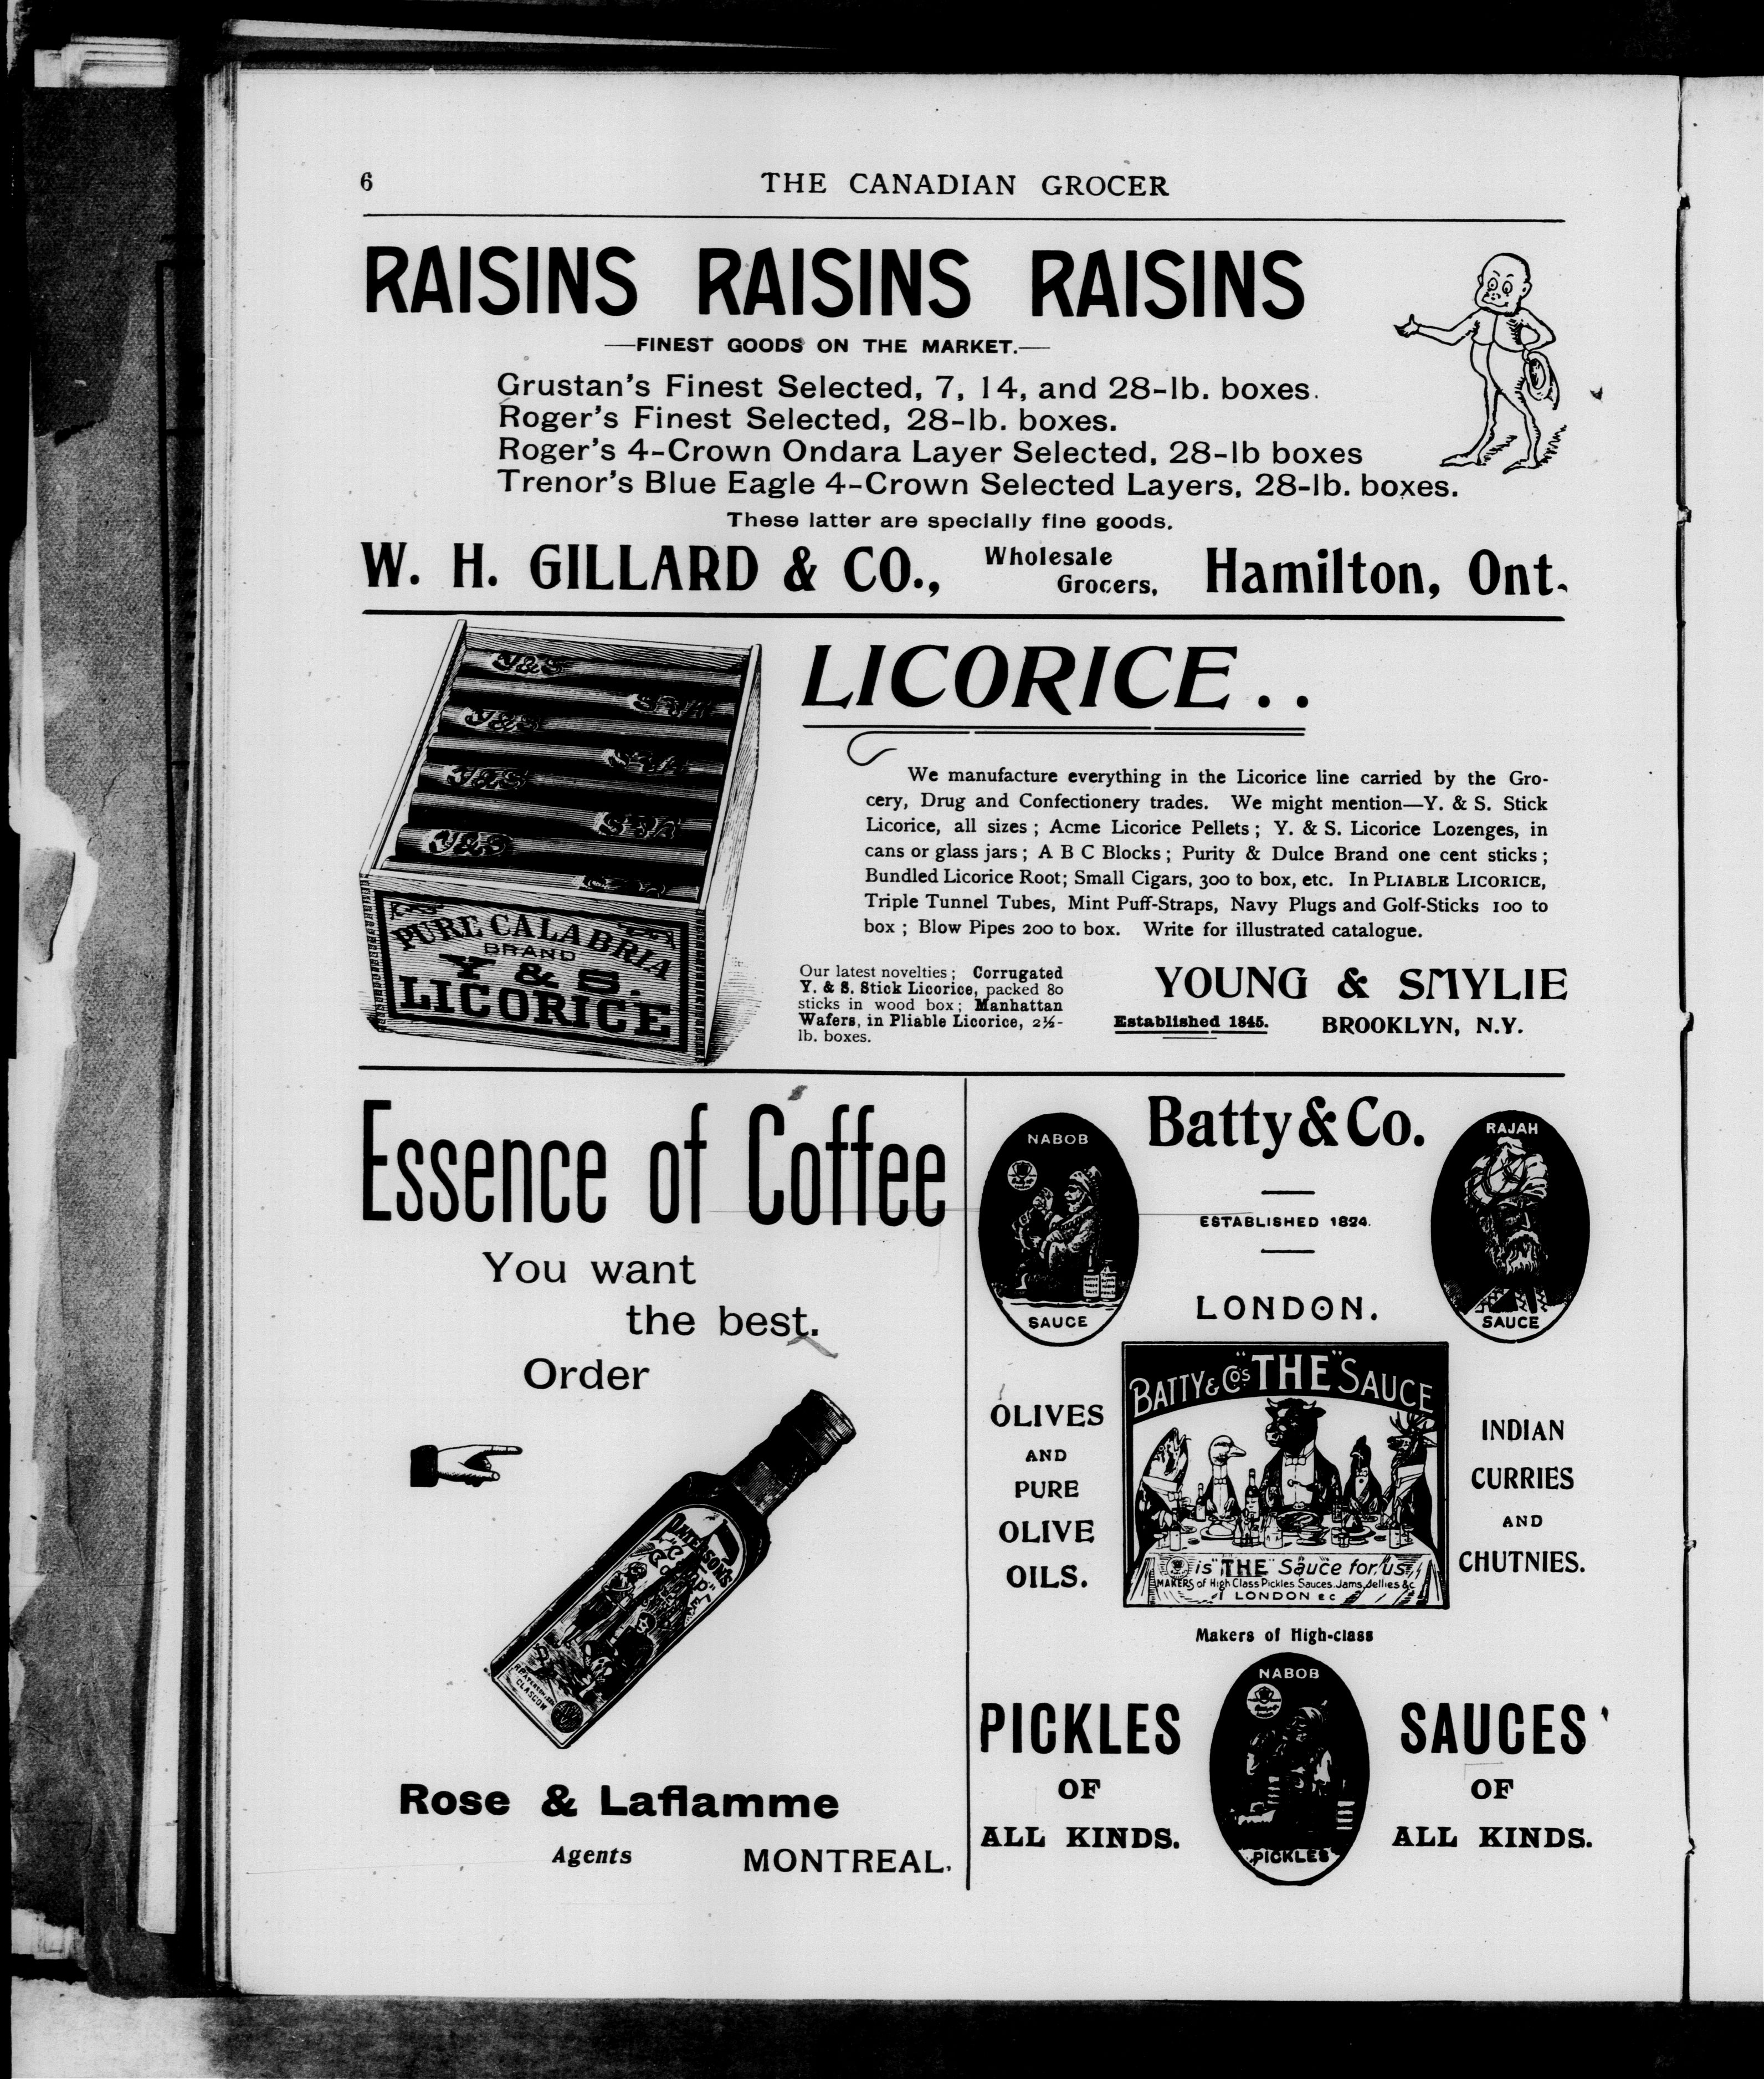 6
THE CANADIAN GROCER
RAISINS RAISINS RAISINS
—FINEST GOODS ON THE MARKET.—
Grustan's Finest Selected, 7, 14, and 28-lb. boxes.
Roger's Finest Selected, 28-lb. boxes.
Roger's 4-Crown Ondara Layer Selected, 28-lb boxes
Trenor's Blue Eagle 4-Crown Selected Layers, 28-lb. boxes.
These latter are specially fine goods.
W. H. GILLARD & CO., Wholesale Grocers, Hamilton, Ont.
Y&S
Y&S
Y&S
Y&S
Y&S
Y&S
Y&S
PURE CALABRIA
BRAND
Y & S.
LICORICE
LICORICE . .
We manufacture everything in the Licorice line carried by the Gro-
cery, Drug and Confectionery trades. We might mention—Y. & S. Stick
Licorice, all sizes ; Acme Licorice Pellets ; Y. & S. Licorice Lozenges, in
cans or glass jars ; A B C Blocks ; Purity & Dulce Brand one cent sticks ;
Bundled Licorice Root; Small Cigars, 300 to box, etc. In PLIABLE LICORICE,
Triple Tunnel Tubes, Mint Puff-Straps, Navy Plugs and Golf-Sticks 100 to
box ; Blow Pipes 200 to box. Write for illustrated catalogue.
Our latest novelties ; Corrugated
Y. & S. Stick Licorice, packed 80
sticks in wood box ; Manhattan
Wafers, in Pliable Licorice, 2½-
lb. boxes.
YOUNG & SMYLIE
Established 1845.
BROOKLYN, N.Y.
Essence of Coffee
You want
the best.
Order
PATERSON'S
"CAMP"
COFFEE
GLASGOW
Rose & Laflamme
Agents MONTREAL.
Batty & Co.
ESTABLISHED 1824.
LONDON.
NABOB
SAUCE
RAJAH
SAUCE
OLIVES
AND
PURE
OLIVE
OILS.
BATTY & Co's "THE" SAUCE
is "THE" Sauce for us
MAKERS of High Class Pickles. Sauces. Jams. Jellies &c.
LONDON E C
INDIAN
CURRIES
AND
CHUTNIES.
Makers of High-class
PICKLES
OF
ALL KINDS.
NABOB
PICKLES
SAUCES
OF
ALL KINDS.